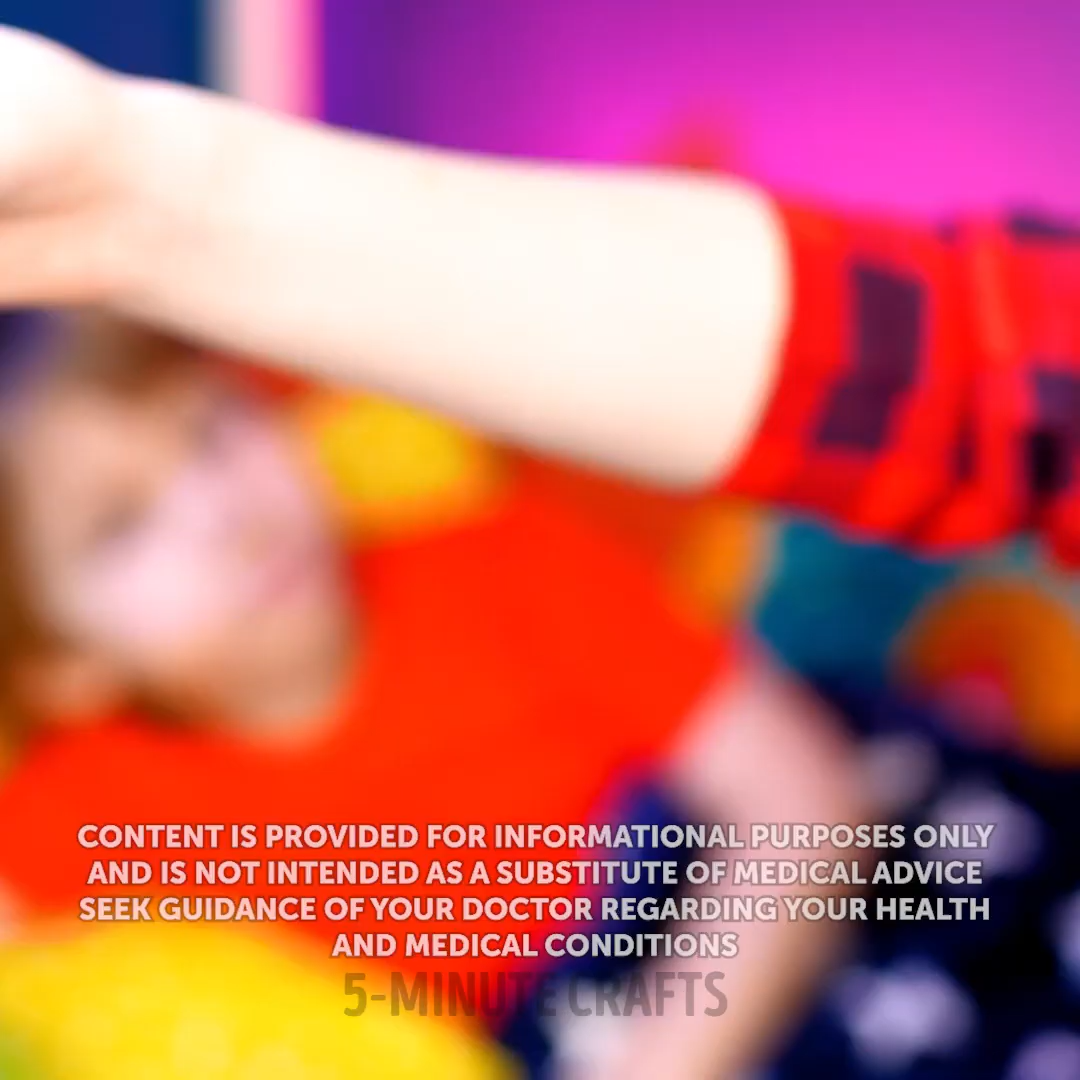 CONTENT IS PROVIDED FOR INFORMATIONAL PURPOSES ONLY
AND IS NOT INTENDED AS A SUBSTITUTE OF MEDICAL ADVICE
SEEK GUIDANCE OF YOUR DOCTOR REGARDING YOUR HEALTH
AND MEDICAL CONDITIONS
5-MINUTE CRAFTS